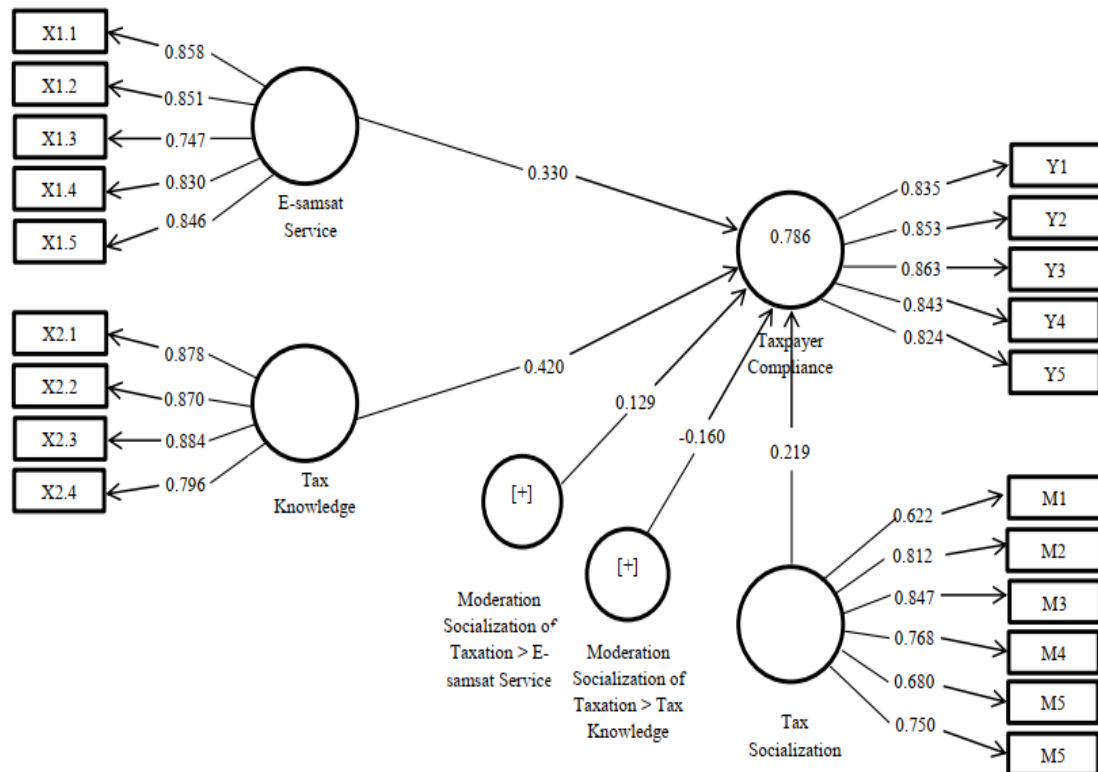 X1.1
0.858
X1.2
0.851
X1.3
0.747
X1.4
0.830
X1.5
0.846
E-samsat
Service
0.330
X2.1
0.878
X2.2
0.870
X2.3
0.884
X2.4
0.796
Tax
Knowledge
0.420
0.786
Taxpayer
Compliance
0.835
Y1
0.853
Y2
0.863
Y3
0.843
Y4
0.824
Y5
0.129
-0.160
0.219
[+]
Moderation
Socialization of
Taxation > E-
samsat Service
[+]
Moderation
Socialization of
Taxation > Tax
Knowledge
Tax
Socialization
0.622
M1
0.812
M2
0.847
M3
0.768
M4
0.680
M5
0.750
M5